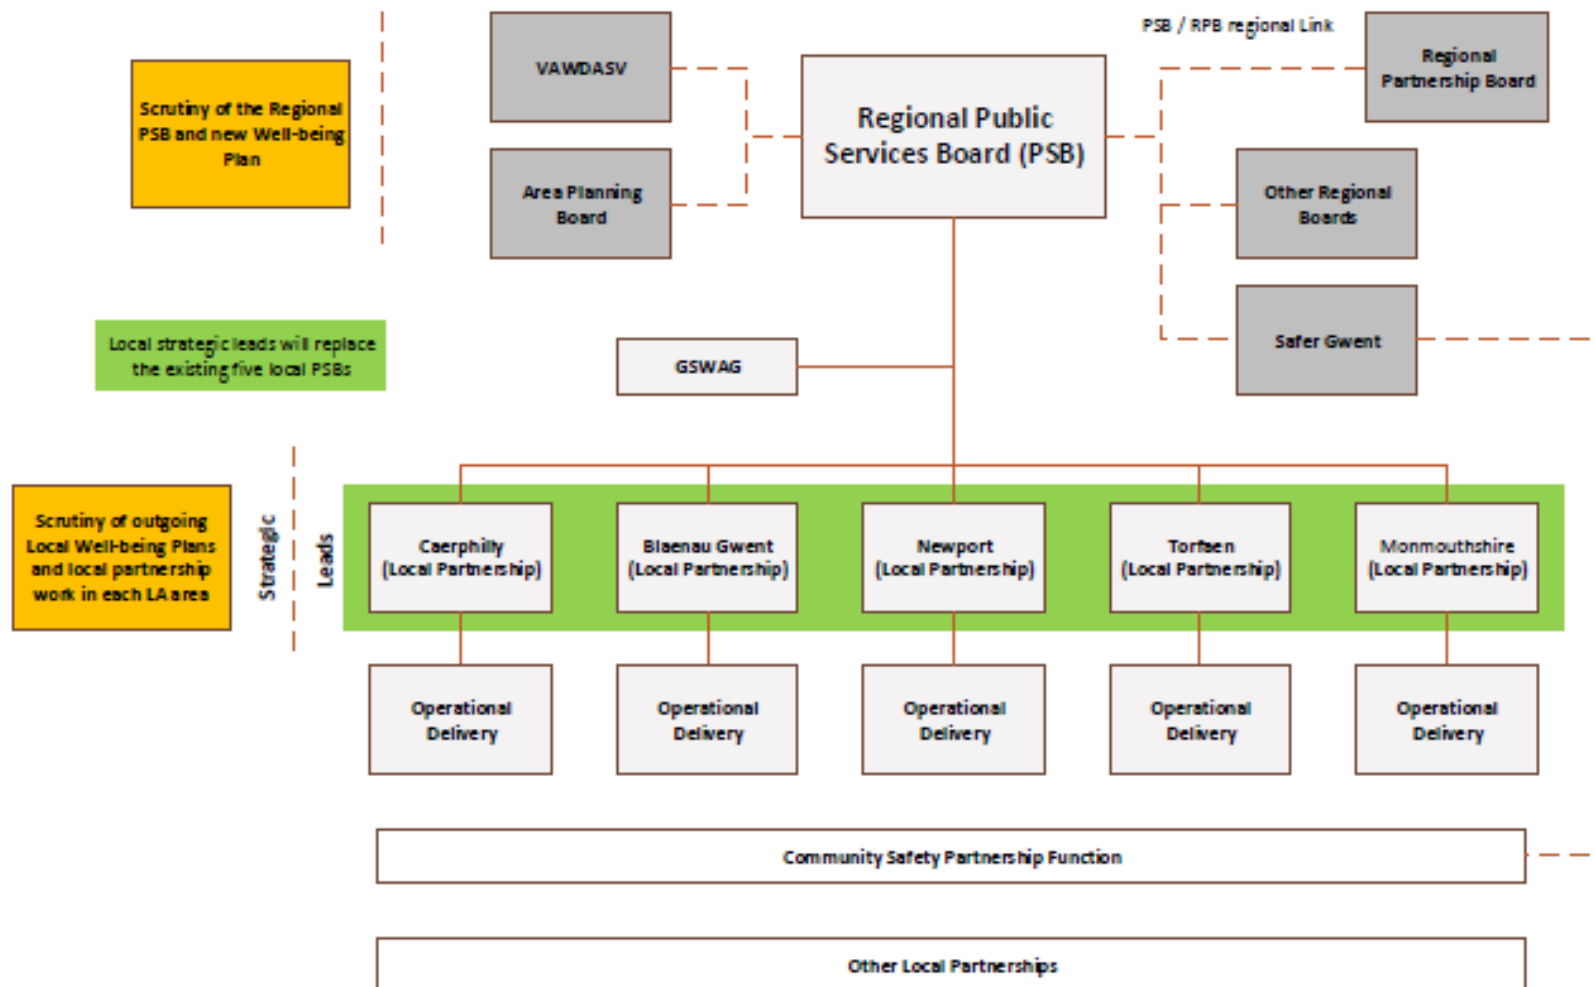 PSB / RPB regional Link
VAWDASV
Regional Public
Services Board (PSB)
Regional
Partnership Board
Scrutiny of the Regional
PSB and new Well-being
Plan
Area Planning
Board
Other Regional
Boards
Safer Gwent
Local strategic leads will replace
the existing five local PSBs
GSWAG
Scrutiny of outgoing
Local Well-being Plans
and local partnership
work in each LA area
Strategic
Leads
Caerphilly
(Local Partnership)
Blaenau Gwent
(Local Partnership)
Newport
(Local Partnership)
Torfaen
(Local Partnership)
Monmouthshire
(Local Partnership)
Operational
Delivery
Operational
Delivery
Operational
Delivery
Operational
Delivery
Operational
Delivery
Community Safety Partnership Function
Other Local Partnerships